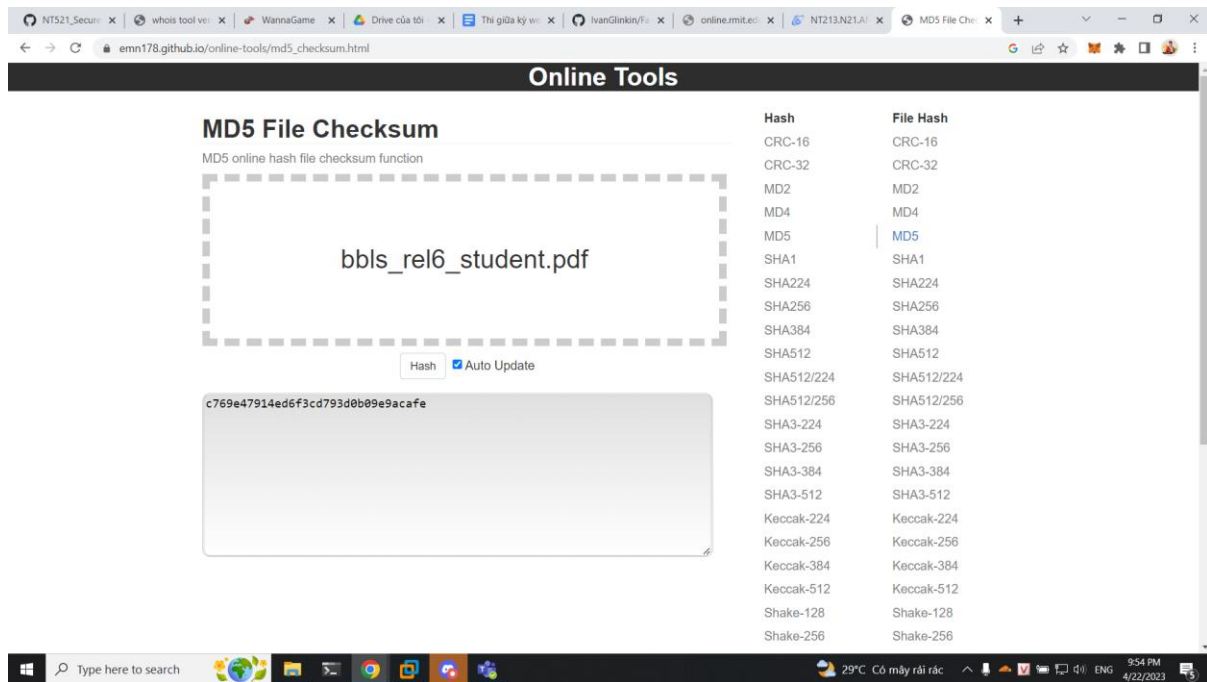 NT521_Secure
whois tool ver
WannaGame
Drive của tôi
Thi giữa kỳ we
IvanGlinkin/Fa
online.rmit.ed
NT213.N21.A
MD5 File Chec
emn178.github.io/online-tools/md5_checksum.html
Online Tools
MD5 File Checksum
MD5 online hash file checksum function
bbls_rel6_student.pdf
Hash
Auto Update
c769e47914ed6f3cd793d0b09e9acafe
Hash
CRC-16
CRC-32
MD2
MD4
MD5
SHA1
SHA224
SHA256
SHA384
SHA512
SHA512/224
SHA512/256
SHA3-224
SHA3-256
SHA3-384
SHA3-512
Keccak-224
Keccak-256
Keccak-384
Keccak-512
Shake-128
Shake-256
File Hash
CRC-16
CRC-32
MD2
MD4
MD5
SHA1
SHA224
SHA256
SHA384
SHA512
SHA512/224
SHA512/256
SHA3-224
SHA3-256
SHA3-384
SHA3-512
Keccak-224
Keccak-256
Keccak-384
Keccak-512
Shake-128
Shake-256
Type here to search
29°C Có mây rải rác
ENG
9:54 PM
4/22/2023